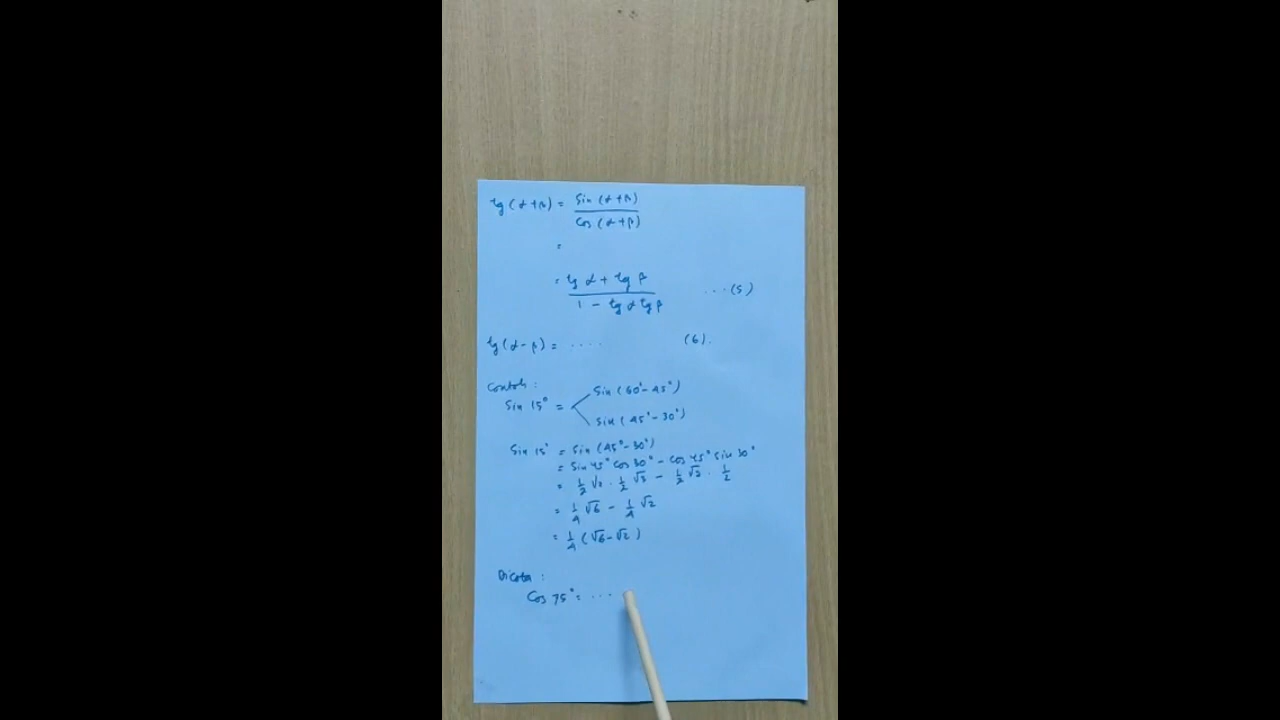 tg (α+β) = sin (α+β) / cos (α+β)
=
= tg α + tg β / 1 - tg α tg β ...(5)
tg (α-β) = .... (6).
Contoh :
Sin 15° = sin (60°-45°)
sin (45°-30°)
Sin 15° = sin (45°-30°)
= sin 45° cos 30° - cos 45° sin 30°
= 1/2 √2 . 1/2 √3 - 1/2 √2 . 1/2
= 1/4 √6 - 1/4 √2
= 1/4 (√6-√2)
Dicoba :
Cos 75° = ....